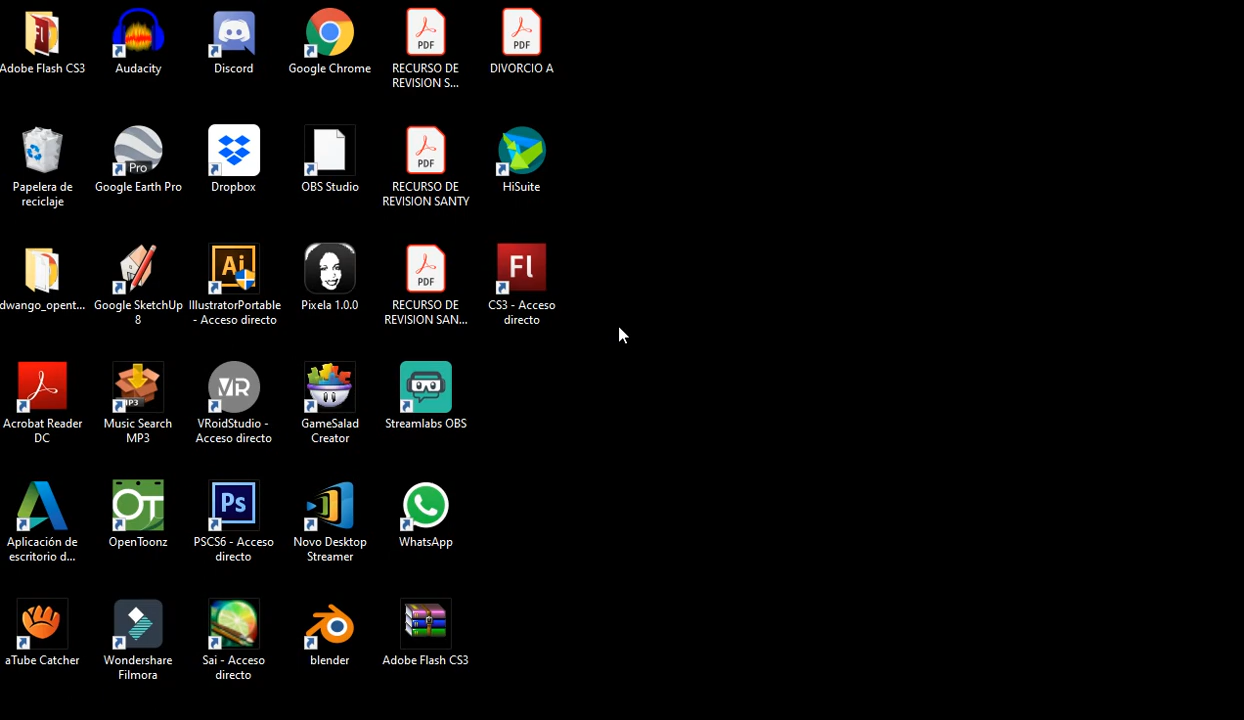 Adobe Flash CS3
Audacity
Discord
Google Chrome
PDF
RECURSO DE
REVISION S...
PDF
DIVORCIO A
Papelera de
reciclaje
Pro
Google Earth Pro
Dropbox
OBS Studio
PDF
RECURSO DE
REVISION SANTY
HiSuite
dwango_opent...
Google SketchUp
8
Ai
IllustratorPortable
- Acceso directo
Pixela 1.0.0
PDF
RECURSO DE
REVISION SAN...
Fl
CS3 - Acceso
directo
Acrobat Reader
DC
MP3
Music Search
MP3
VR
VRoidStudio -
Acceso directo
GameSalad
Creator
Streamlabs OBS
Aplicación de
escritorio d...
OT
OpenToonz
Ps
PSCS6 - Acceso
directo
Novo Desktop
Streamer
WhatsApp
aTube Catcher
Wondershare
Filmora
Sai - Acceso
directo
blender
Adobe Flash CS3